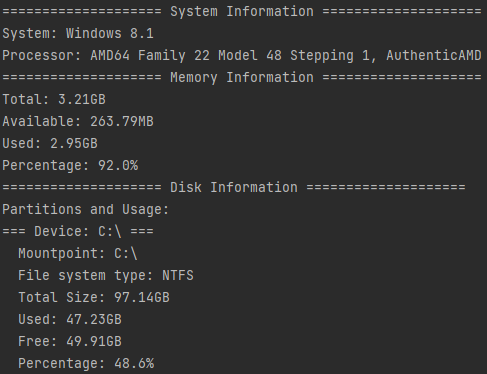 ==================== System Information ====================
System: Windows 8.1
Processor: AMD64 Family 22 Model 48 Stepping 1, AuthenticAMD
==================== Memory Information ====================
Total: 3.21GB
Available: 263.79MB
Used: 2.95GB
Percentage: 92.0%
==================== Disk Information ====================
Partitions and Usage:
=== Device: C:\ ===
  Mountpoint: C:\
  File system type: NTFS
  Total Size: 97.14GB
  Used: 47.23GB
  Free: 49.91GB
  Percentage: 48.6%